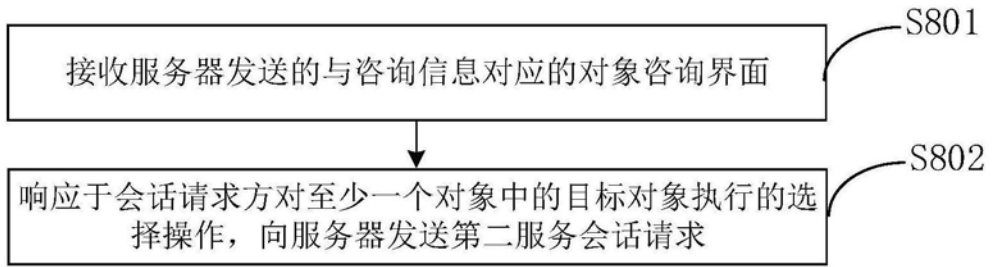 S801
接收服务器发送的与咨询信息对应的对象咨询界面
S802
响应于会话请求方对至少一个对象中的目标对象执行的选
择操作，向服务器发送第二服务会话请求